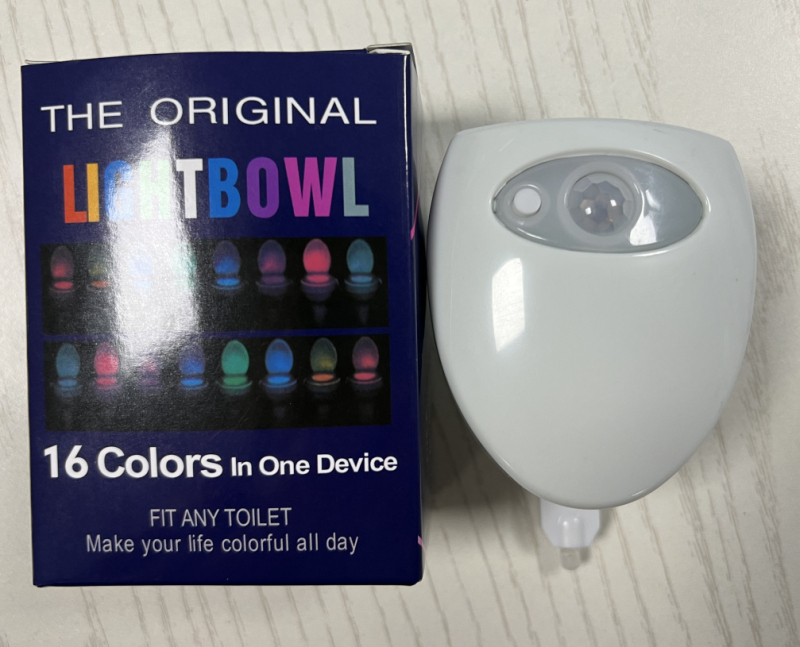 THE ORIGINAL
LIGHTBOWL
16 Colors In One Device
FIT ANY TOILET
Make your life colorful all day